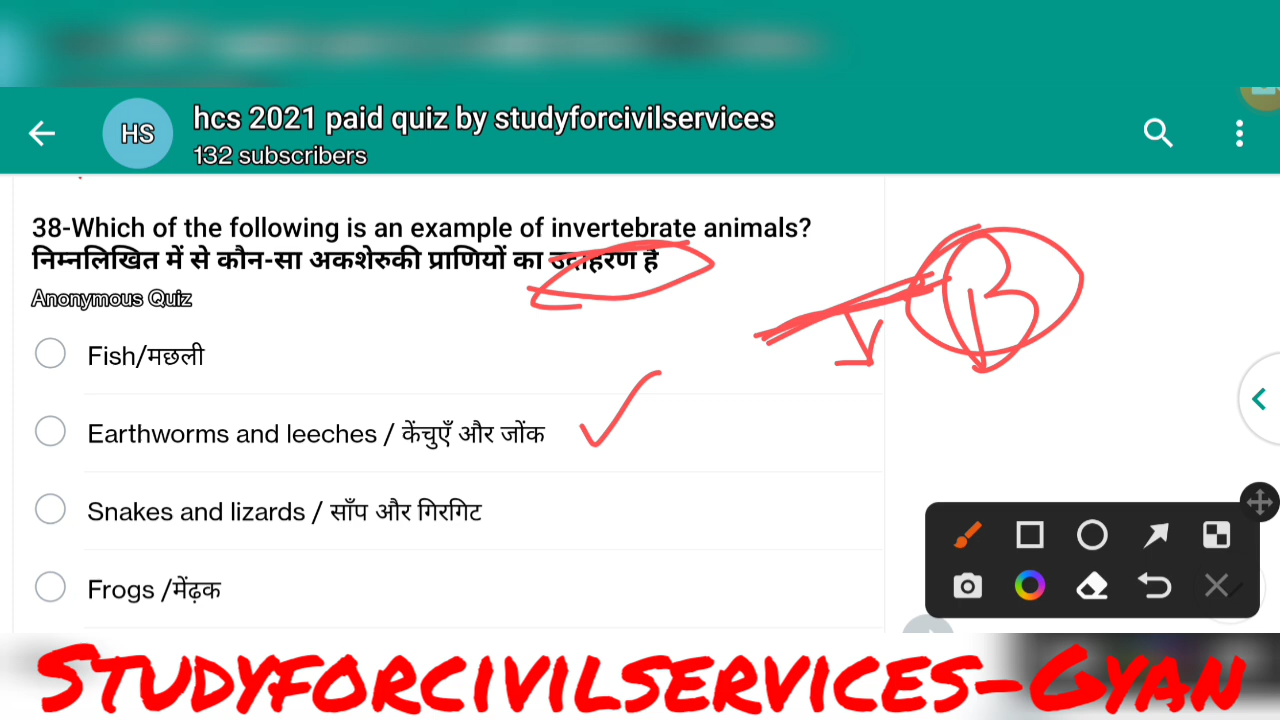 HS
hcs 2021 paid quiz by studyforcivilservices
132 subscribers
38-Which of the following is an example of invertebrate animals?
निम्नलिखित में से कौन-सा अकशेरुकी प्राणियों का उदाहरण है
Anonymous Quiz
B
Fish/मछली
Earthworms and leeches / केंचुएँ और जोंक
Snakes and lizards / साँप और गिरगिट
Frogs /मेंढ़क
STUDYFORCIVILSERVICES-GYAN